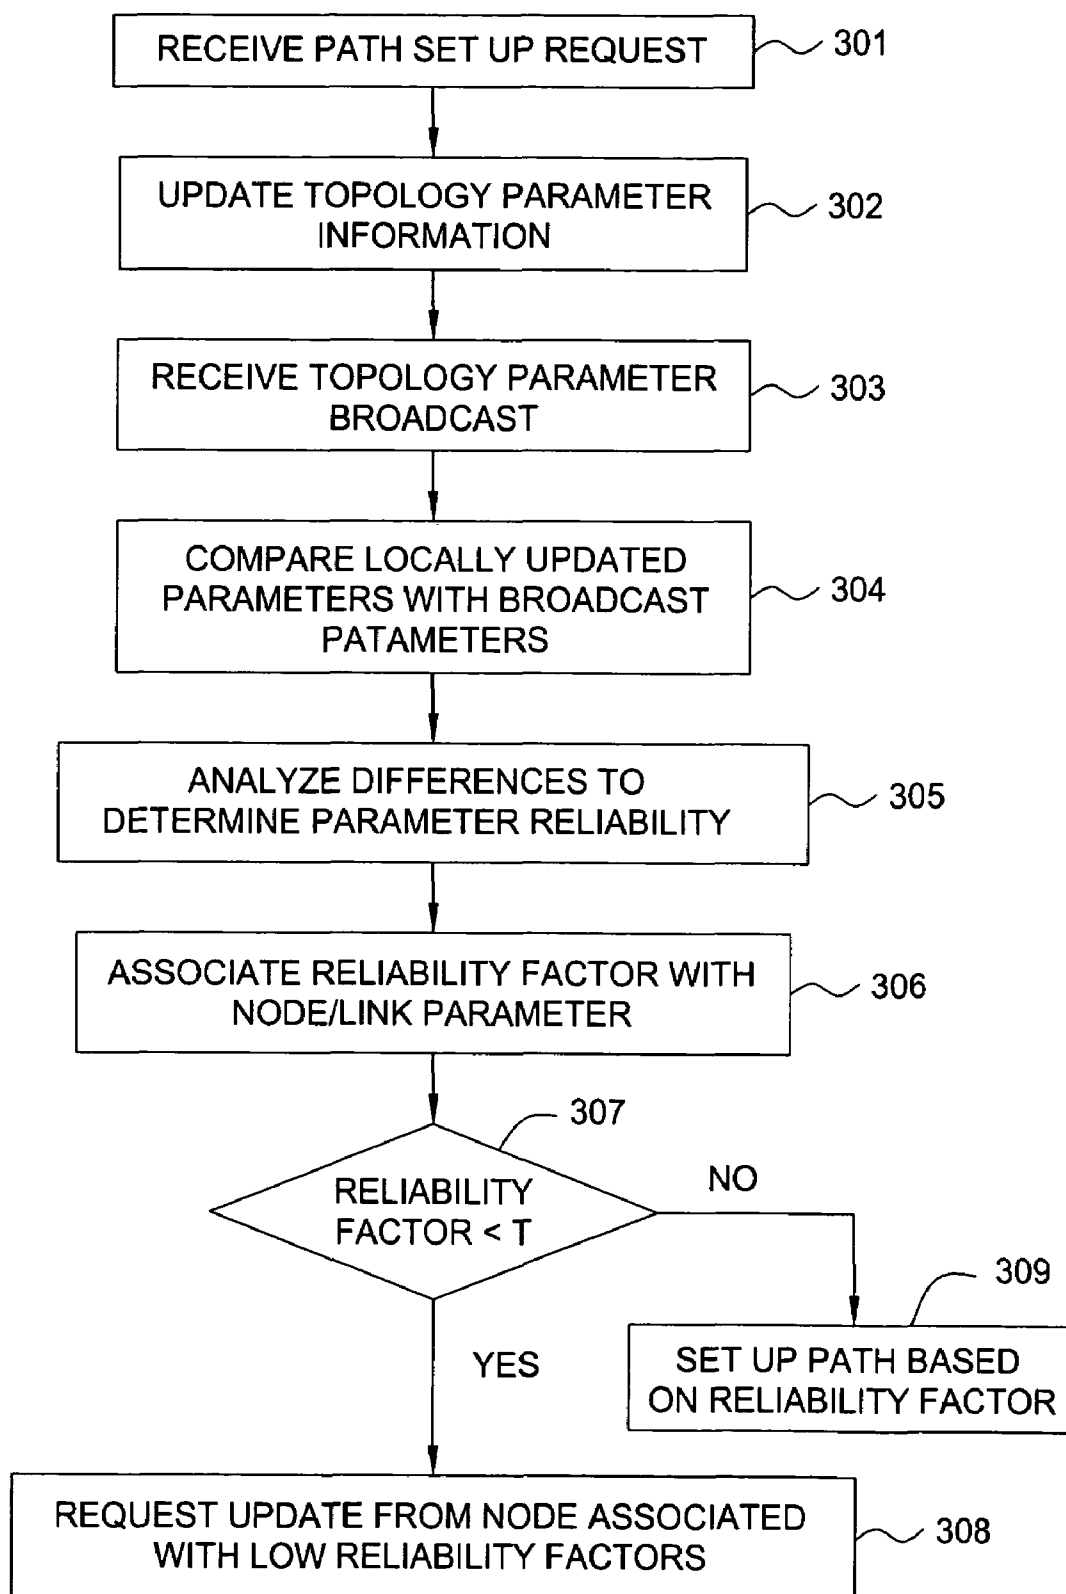 RECEIVE PATH SET UP REQUEST
301
UPDATE TOPOLOGY PARAMETER
INFORMATION
302
RECEIVE TOPOLOGY PARAMETER
BROADCAST
303
COMPARE LOCALLY UPDATED
PARAMETERS WITH BROADCAST
PATAMETERS
304
ANALYZE DIFFERENCES TO
DETERMINE PARAMETER RELIABILITY
305
ASSOCIATE RELIABILITY FACTOR WITH
NODE/LINK PARAMETER
306
307
RELIABILITY
FACTOR < T
NO
309
SET UP PATH BASED
ON RELIABILITY FACTOR
YES
REQUEST UPDATE FROM NODE ASSOCIATED
WITH LOW RELIABILITY FACTORS
308